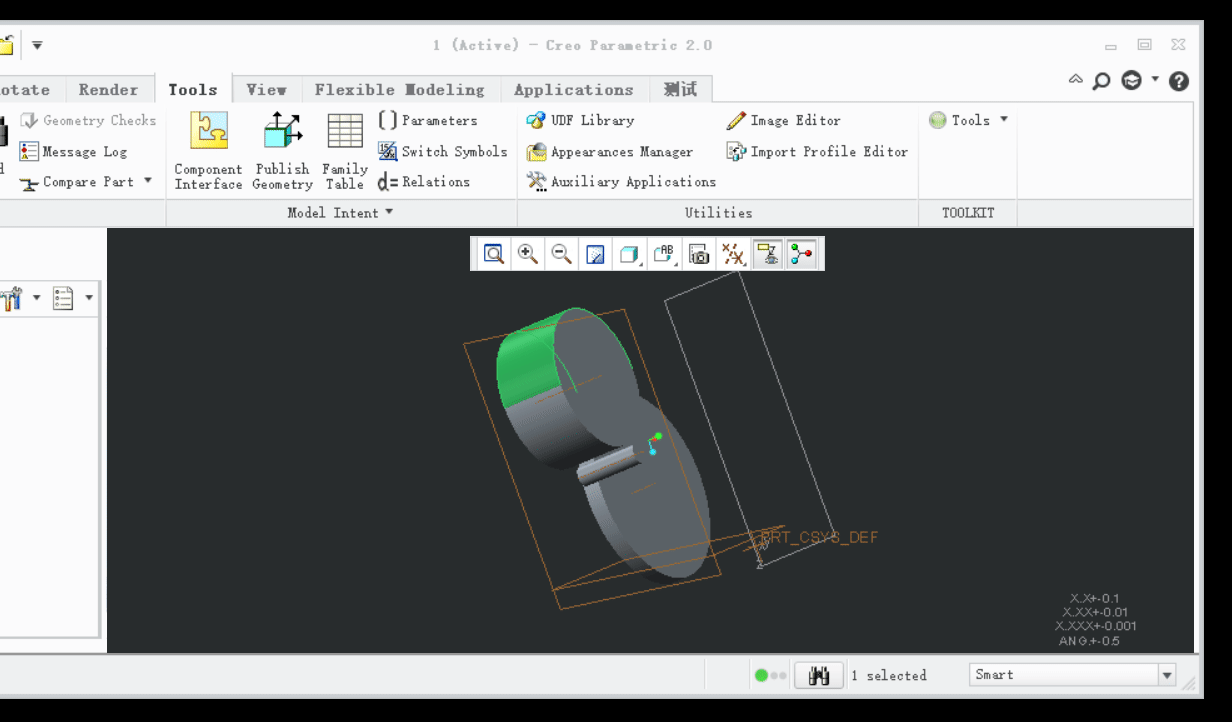 1 (Active) - Creo Parametric 2.0
otate Render Tools View Flexible Modeling Applications 测试
Geometry Checks
Message Log
Compare Part
Component Interface
Publish Geometry
Family Table
[ ] Parameters
Switch Symbols
d= Relations
Model Intent
UDF Library
Appearances Manager
Auxiliary Applications
Image Editor
Import Profile Editor
Utilities
Tools
TOOLKIT
PRT_CSYS_DEF
Z
X.X+-0.1
X.XX+-0.01
X.XXX+-0.001
ANG.+-0.5
1 selected
Smart